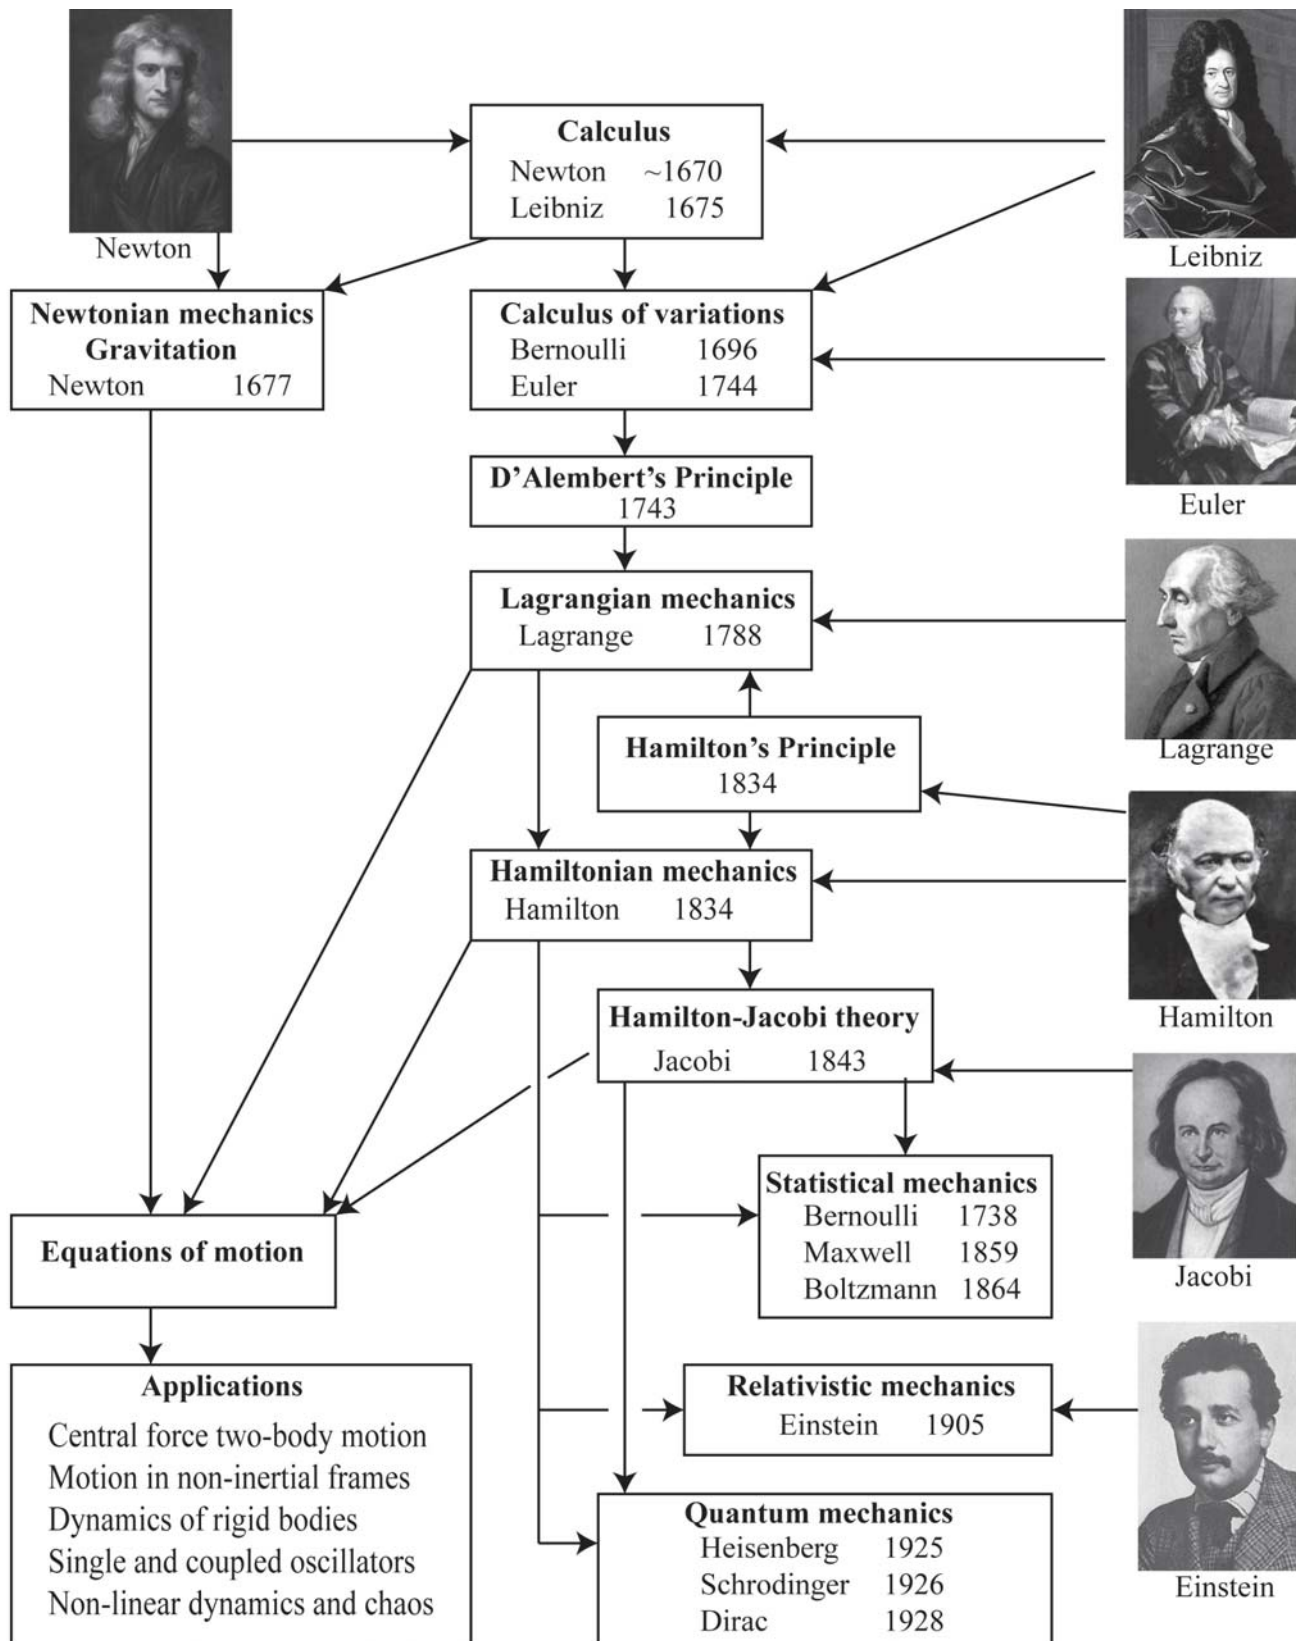 Newton
Calculus
Newton ~1670
Leibniz 1675
Leibniz
Newtonian mechanics
Gravitation
Newton 1677
Calculus of variations
Bernoulli 1696
Euler 1744
Euler
D’Alembert’s Principle
1743
Lagrangian mechanics
Lagrange 1788
Lagrange
Hamilton’s Principle
1834
Hamiltonian mechanics
Hamilton 1834
Hamilton
Hamilton-Jacobi theory
Jacobi 1843
Jacobi
Statistical mechanics
Bernoulli 1738
Maxwell 1859
Boltzmann 1864
Equations of motion
Applications
Central force two-body motion
Motion in non-inertial frames
Dynamics of rigid bodies
Single and coupled oscillators
Non-linear dynamics and chaos
Relativistic mechanics
Einstein 1905
Einstein
Quantum mechanics
Heisenberg 1925
Schrodinger 1926
Dirac 1928